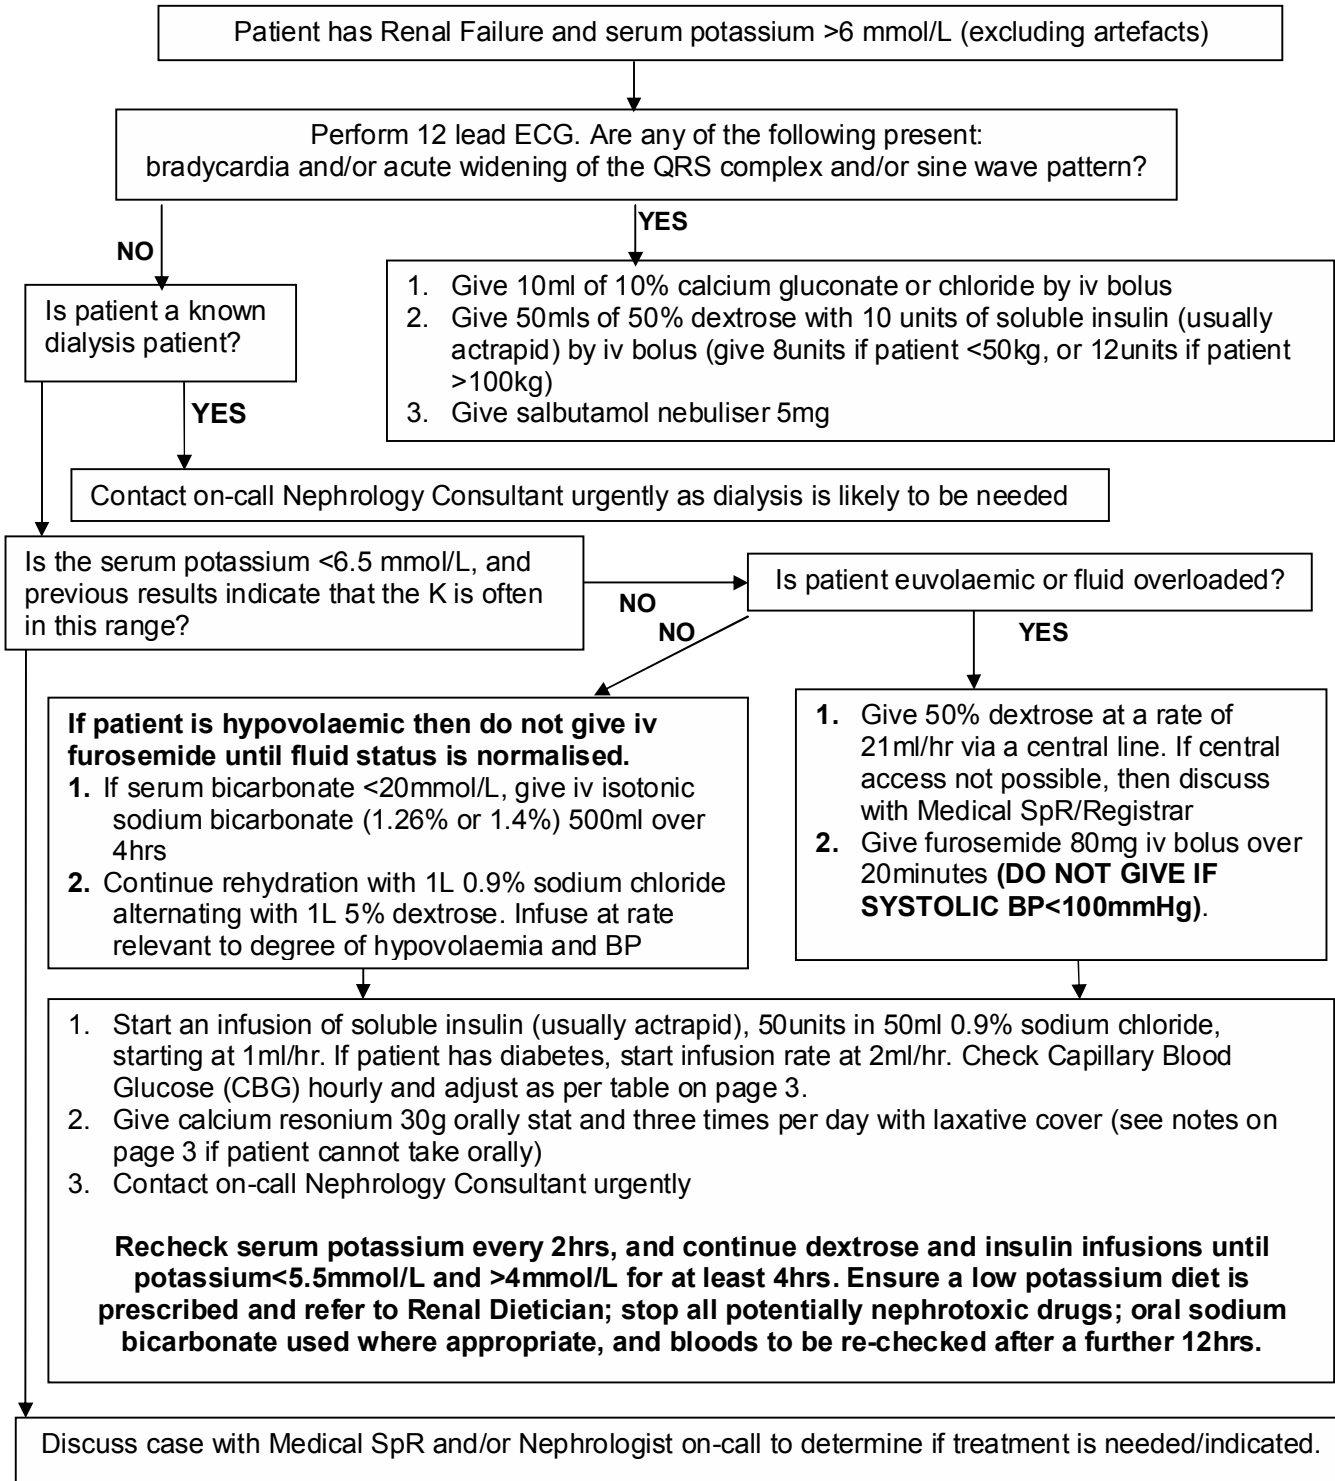 Patient has Renal Failure and serum potassium >6 mmol/L (excluding artefacts)
Perform 12 lead ECG. Are any of the following present:
bradycardia and/or acute widening of the QRS complex and/or sine wave pattern?
NO
YES
Is patient a known
dialysis patient?
1. Give 10ml of 10% calcium gluconate or chloride by iv bolus
2. Give 50mls of 50% dextrose with 10 units of soluble insulin (usually
actrapid) by iv bolus (give 8units if patient <50kg, or 12units if patient
>100kg)
3. Give salbutamol nebuliser 5mg
YES
Contact on-call Nephrology Consultant urgently as dialysis is likely to be needed
Is the serum potassium <6.5 mmol/L, and
previous results indicate that the K is often
in this range?
NO
Is patient euvolaemic or fluid overloaded?
NO
YES
If patient is hypovolaemic then do not give iv
furosemide until fluid status is normalised.
1. If serum bicarbonate <20mmol/L, give iv isotonic
sodium bicarbonate (1.26% or 1.4%) 500ml over
4hrs
2. Continue rehydration with 1L 0.9% sodium chloride
alternating with 1L 5% dextrose. Infuse at rate
relevant to degree of hypovolaemia and BP
1. Give 50% dextrose at a rate of
21ml/hr via a central line. If central
access not possible, then discuss
with Medical SpR/Registrar
2. Give furosemide 80mg iv bolus over
20minutes (DO NOT GIVE IF
SYSTOLIC BP<100mmHg).
1. Start an infusion of soluble insulin (usually actrapid), 50units in 50ml 0.9% sodium chloride,
starting at 1ml/hr. If patient has diabetes, start infusion rate at 2ml/hr. Check Capillary Blood
Glucose (CBG) hourly and adjust as per table on page 3.
2. Give calcium resonium 30g orally stat and three times per day with laxative cover (see notes on
page 3 if patient cannot take orally)
3. Contact on-call Nephrology Consultant urgently
Recheck serum potassium every 2hrs, and continue dextrose and insulin infusions until
potassium<5.5mmol/L and >4mmol/L for at least 4hrs. Ensure a low potassium diet is
prescribed and refer to Renal Dietician; stop all potentially nephrotoxic drugs; oral sodium
bicarbonate used where appropriate, and bloods to be re-checked after a further 12hrs.
Discuss case with Medical SpR and/or Nephrologist on-call to determine if treatment is needed/indicated.